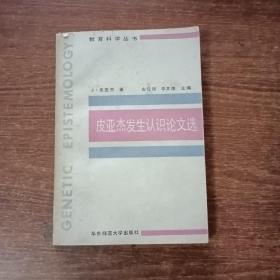 教育科学丛书
J·皮亚杰 著 左任侠 李其维 主编
GENETIC EPISTEMOLOGY
皮亚杰发生认识论文选
华东师范大学出版社